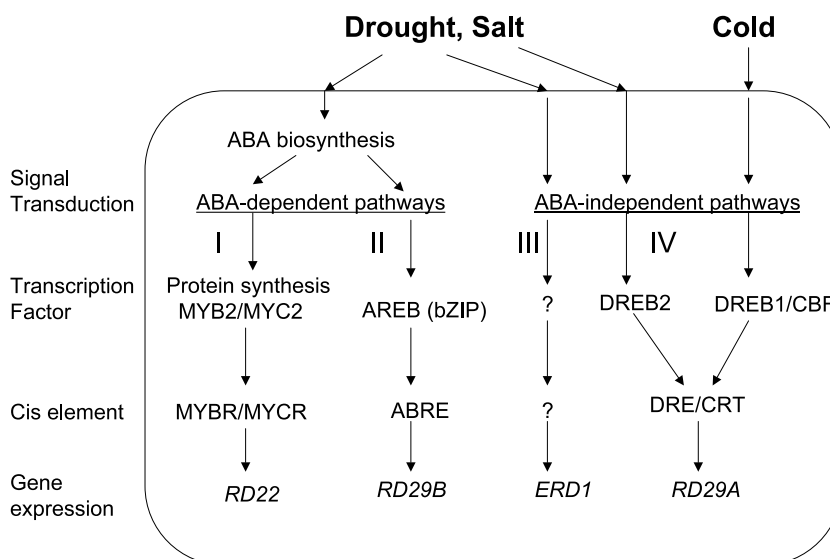 Drought, Salt Cold
ABA biosynthesis
Signal
Transduction
ABA-dependent pathways ABA-independent pathways
I II III IV
Transcription
Factor
Protein synthesis
MYB2/MYC2 AREB (bZIP) ? DREB2 DREB1/CBF
Cis element MYBR/MYCR ABRE ? DRE/CRT
Gene
expression
RD22 RD29B ERD1 RD29A